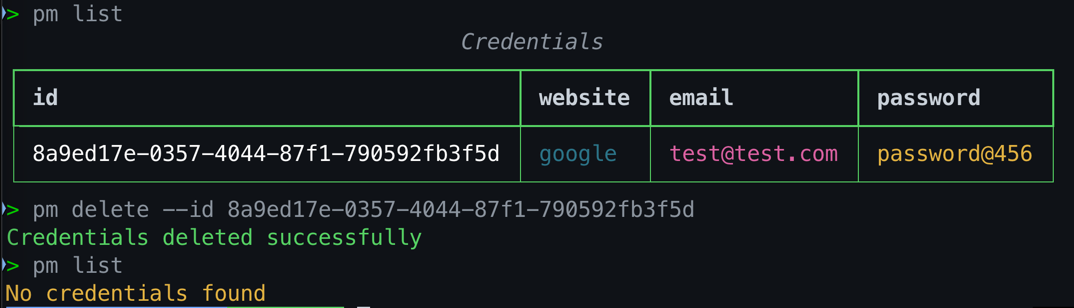 > pm list
Credentials
id website email password
8a9ed17e-0357-4044-87f1-790592fb3f5d google test@test.com password@456
> pm delete --id 8a9ed17e-0357-4044-87f1-790592fb3f5d
Credentials deleted successfully
> pm list
No credentials found